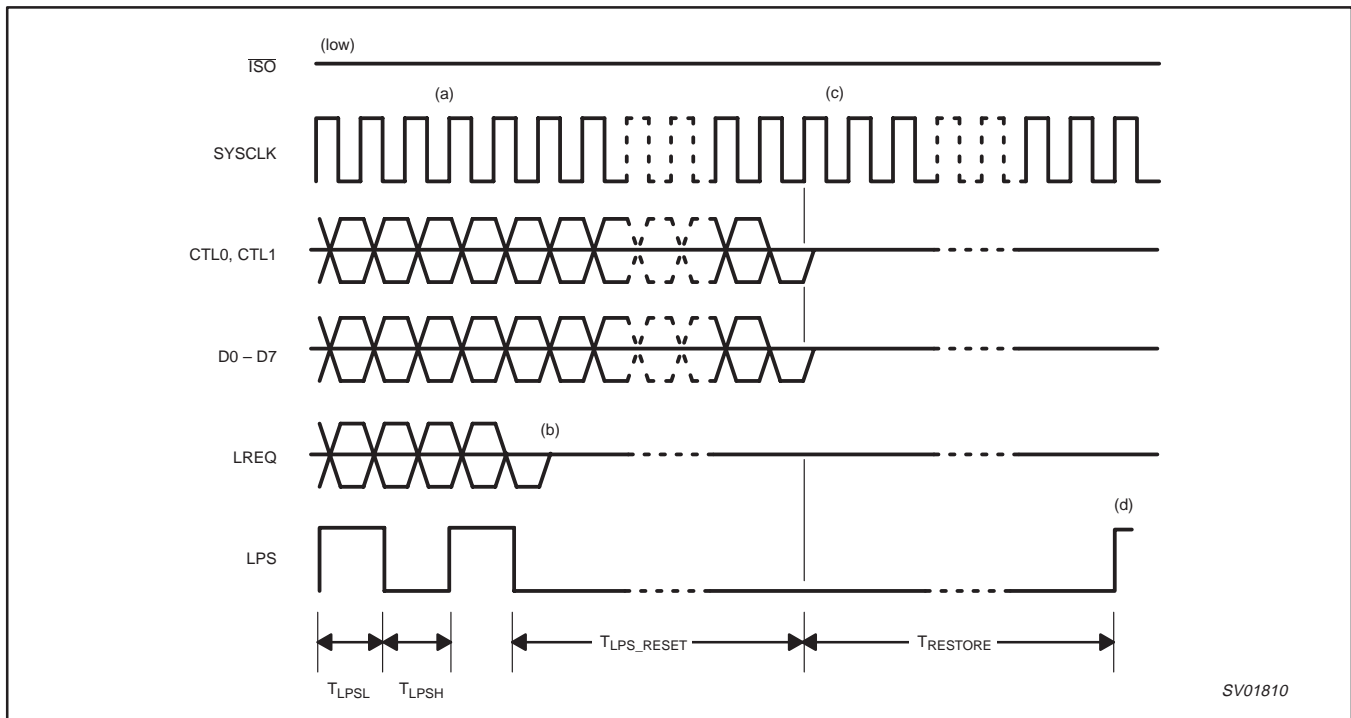 (low)
ISO
(a)
(c)
SYSCLK
CTL0, CTL1
D0 – D7
(b)
LREQ
(d)
LPS
TLPS_RESET
TRESTORE
TLPSL
TLPSH
SV01810